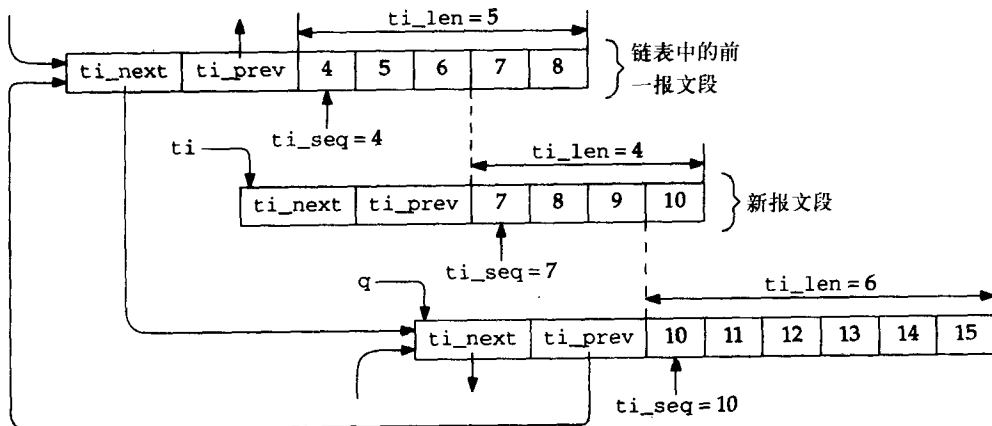 ti_len = 5
ti_next ti_prev 4 5 6 7 8
链表中的前
一报文段
ti_seq = 4
ti
ti_len = 4
ti_next ti_prev 7 8 9 10
新报文段
ti_seq = 7
q
ti_len = 6
ti_next ti_prev 10 11 12 13 14 15
ti_seq = 10